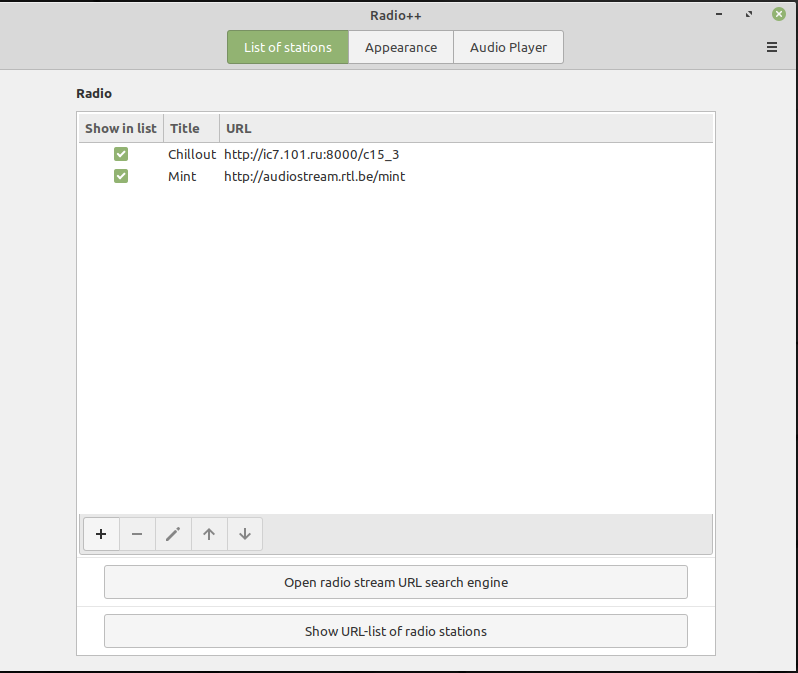 Radio++
List of stations Appearance Audio Player
Radio
Show in list Title URL
Chillout http://ic7.101.ru:8000/c15_3
Mint http://audiostream.rtl.be/mint
Open radio stream URL search engine
Show URL-list of radio stations